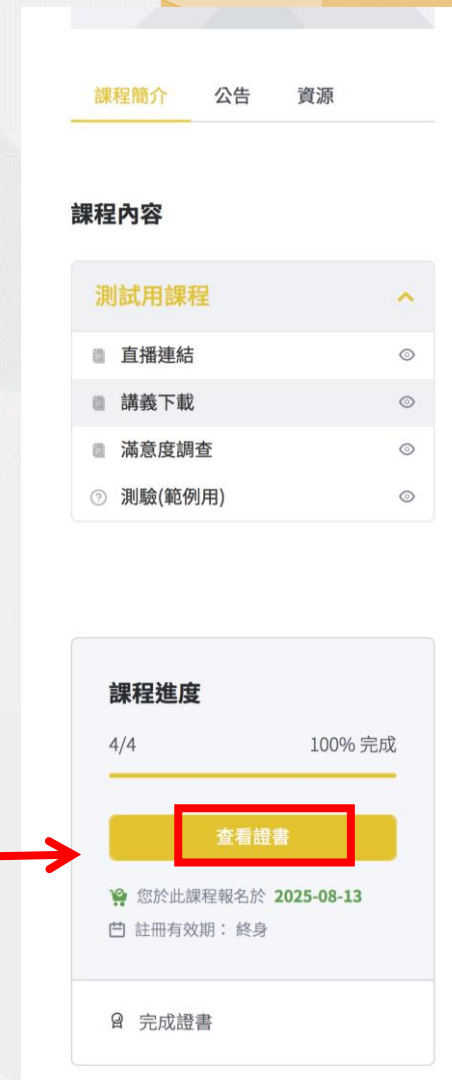 課程簡介 公告 資源
課程內容
測試用課程
直播連結
講義下載
滿意度調查
測驗(範例用)
課程進度
4/4 100% 完成
查看證書
您於此課程報名於 2025-08-13
註冊有效期： 終身
完成證書